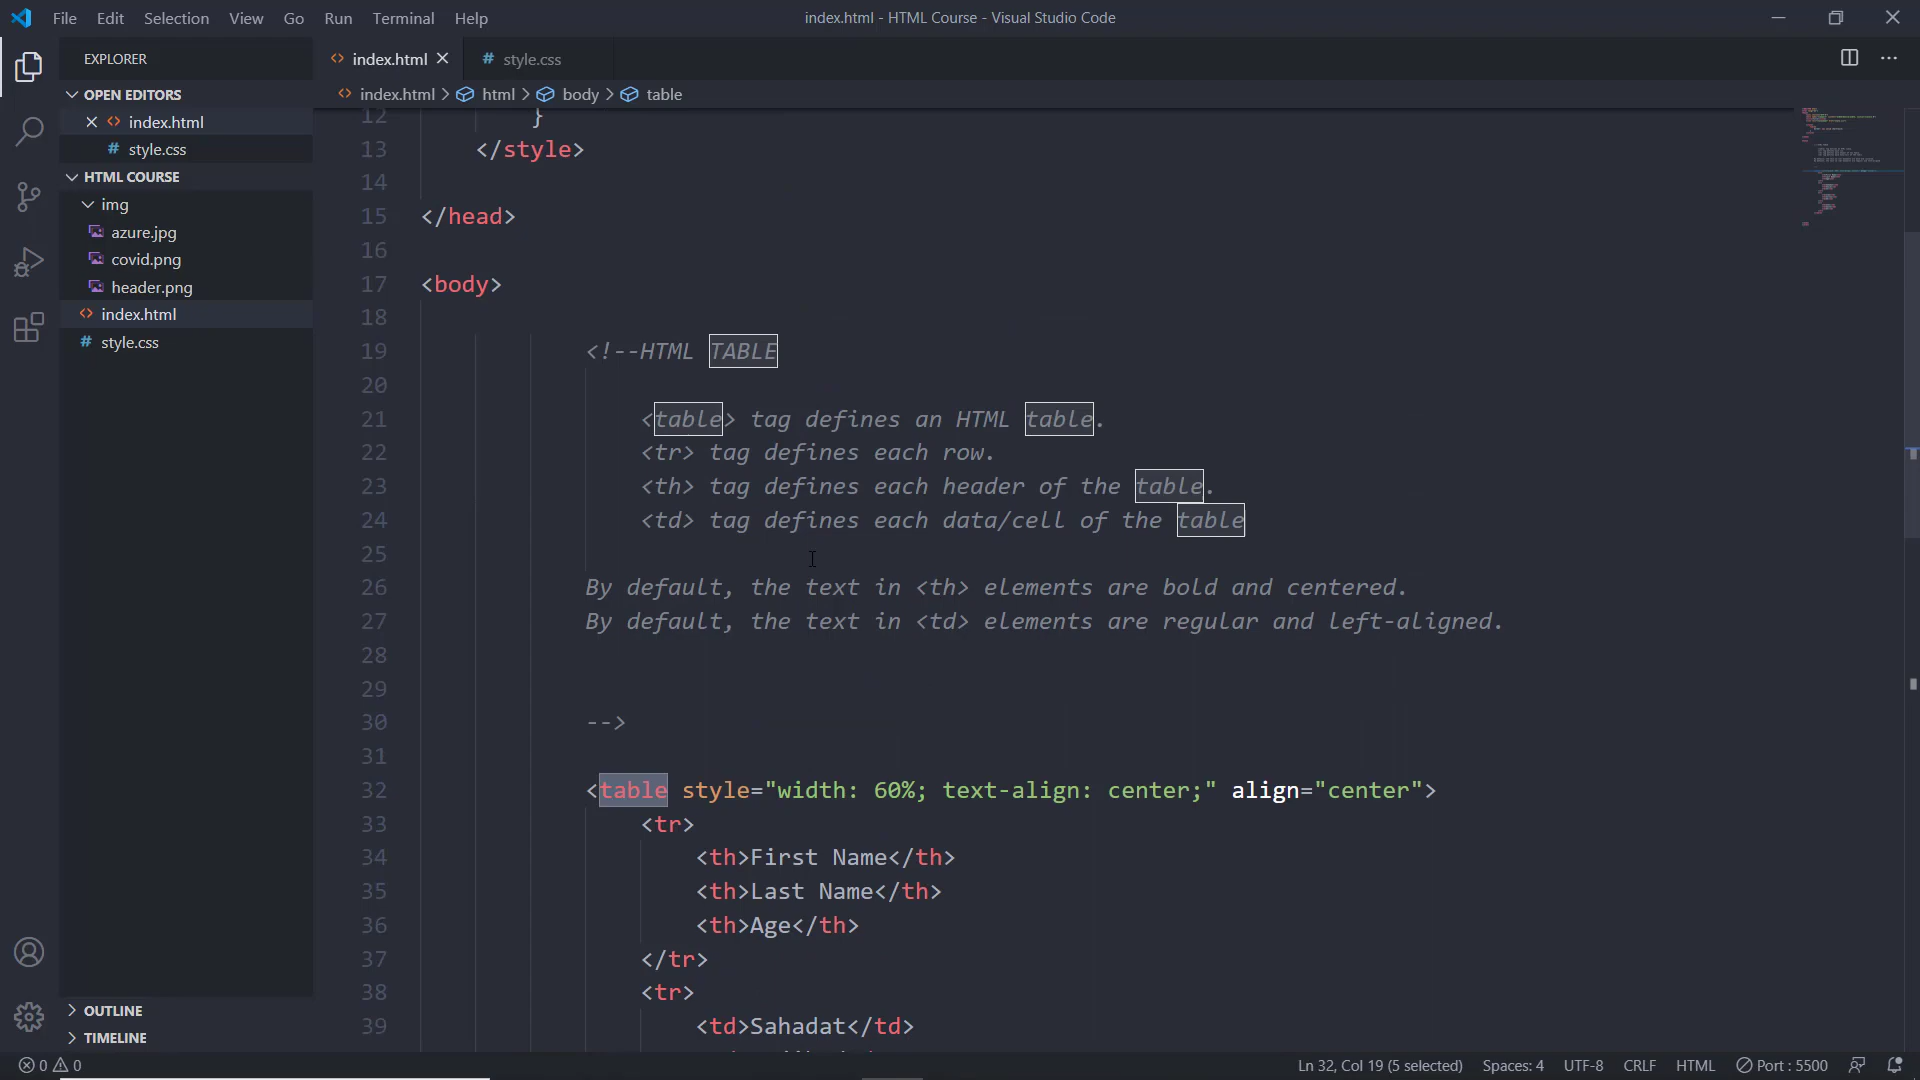 File Edit Selection View Go Run Terminal Help
index.html - HTML Course - Visual Studio Code
EXPLORER
OPEN EDITORS
index.html
# style.css
HTML COURSE
img
azure.jpg
covid.png
header.png
<> index.html
# style.css
OUTLINE
TIMELINE
<> index.html
# style.css
<> index.html > html > body > table
12 }
13 </style>
14
15 </head>
16
17 <body>
18
19 <!--HTML TABLE
20
21 <table> tag defines an HTML table.
22 <tr> tag defines each row.
23 <th> tag defines each header of the table.
24 <td> tag defines each data/cell of the table
25
26 By default, the text in <th> elements are bold and centered.
27 By default, the text in <td> elements are regular and left-aligned.
28
29
30 -->
31
32 <table style="width: 60%; text-align: center;" align="center">
33 <tr>
34 <th>First Name</th>
35 <th>Last Name</th>
36 <th>Age</th>
37 </tr>
38 <tr>
39 <td>Sahadat</td>
0 0
Ln 32, Col 19 (5 selected) Spaces: 4 UTF-8 CRLF HTML Port : 5500